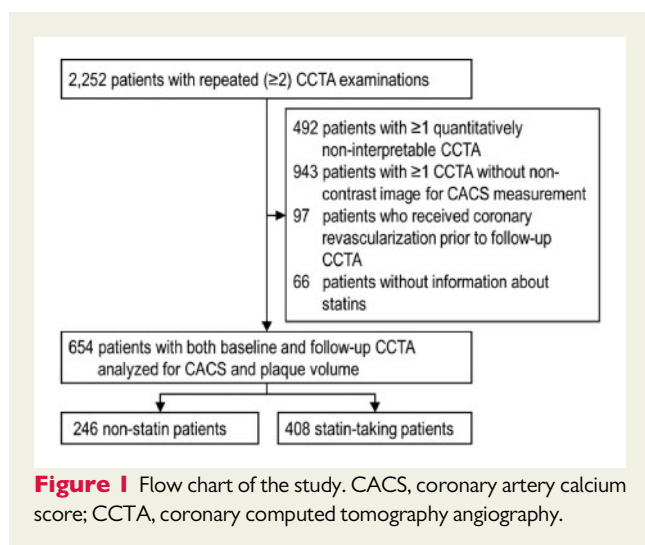 2,252 patients with repeated (≥2) CCTA examinations
492 patients with ≥1 quantitatively
non-interpretable CCTA
943 patients with ≥1 CCTA without non-
contrast image for CACS measurement
97 patients who received coronary
revascularization prior to follow-up
CCTA
66 patients without information about
statins
654 patients with both baseline and follow-up CCTA
analyzed for CACS and plaque volume
246 non-statin patients
408 statin-taking patients
Figure 1 Flow chart of the study. CACS, coronary artery calcium
score; CCTA, coronary computed tomography angiography.